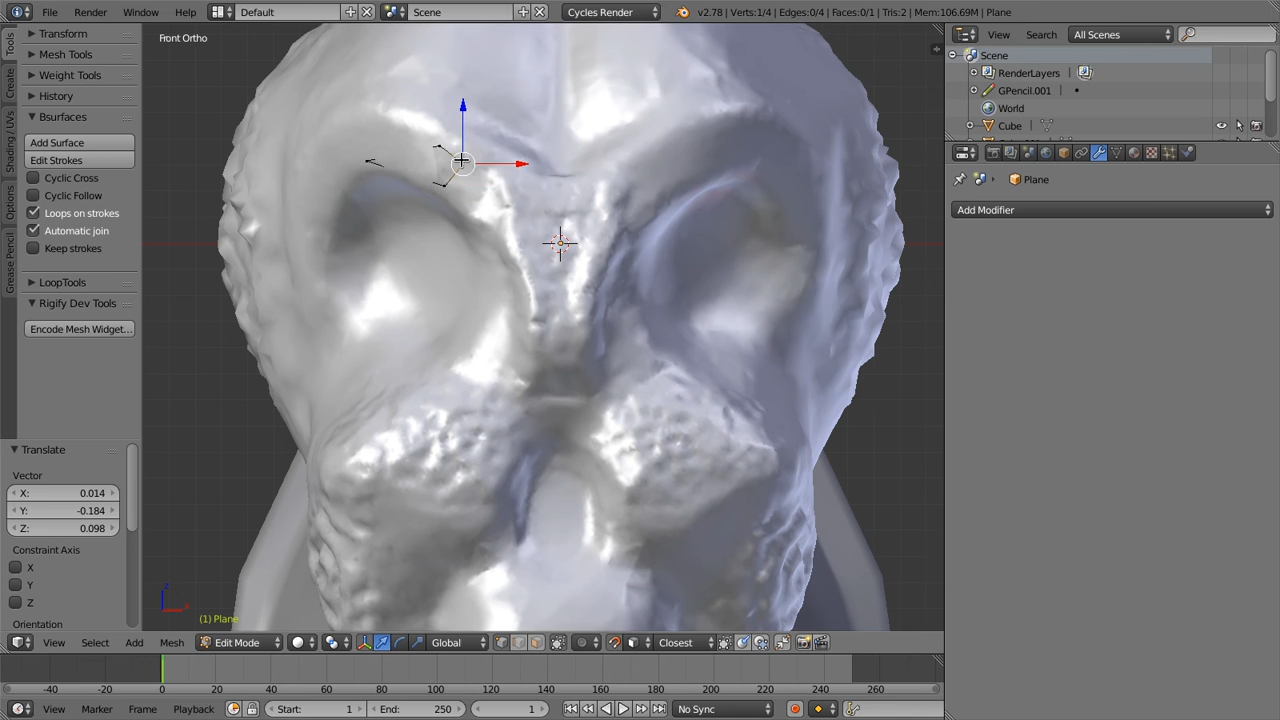 File Render Window Help Default Scene Cycles Render v2.78 | Verts:1/4 | Edges:0/4 | Faces:0/1 | Tris:2 | Mem:106.69M | Plane
Tools
Create
Shading / UVs
Options
Grease Pencil
Transform
Mesh Tools
Weight Tools
History
Bsurfaces
Add Surface
Edit Strokes
Cyclic Cross
Cyclic Follow
Loops on strokes
Automatic join
Keep strokes
LoopTools
Rigify Dev Tools
Encode Mesh Widget...
Translate
Vector
X: 0.014
Y: -0.184
Z: 0.098
Constraint Axis
X
Y
Z
Orientation
Front Ortho
z
x
(1) Plane
View Search All Scenes
Scene
RenderLayers
GPencil.001
World
Cube
Plane
Add Modifier
View Select Add Mesh Edit Mode Global Closest
-40 -20 0 20 40 60 80 100 120 140 160 180 200 220 240 260
View Marker Frame Playback Start: 1 End: 250 1 No Sync